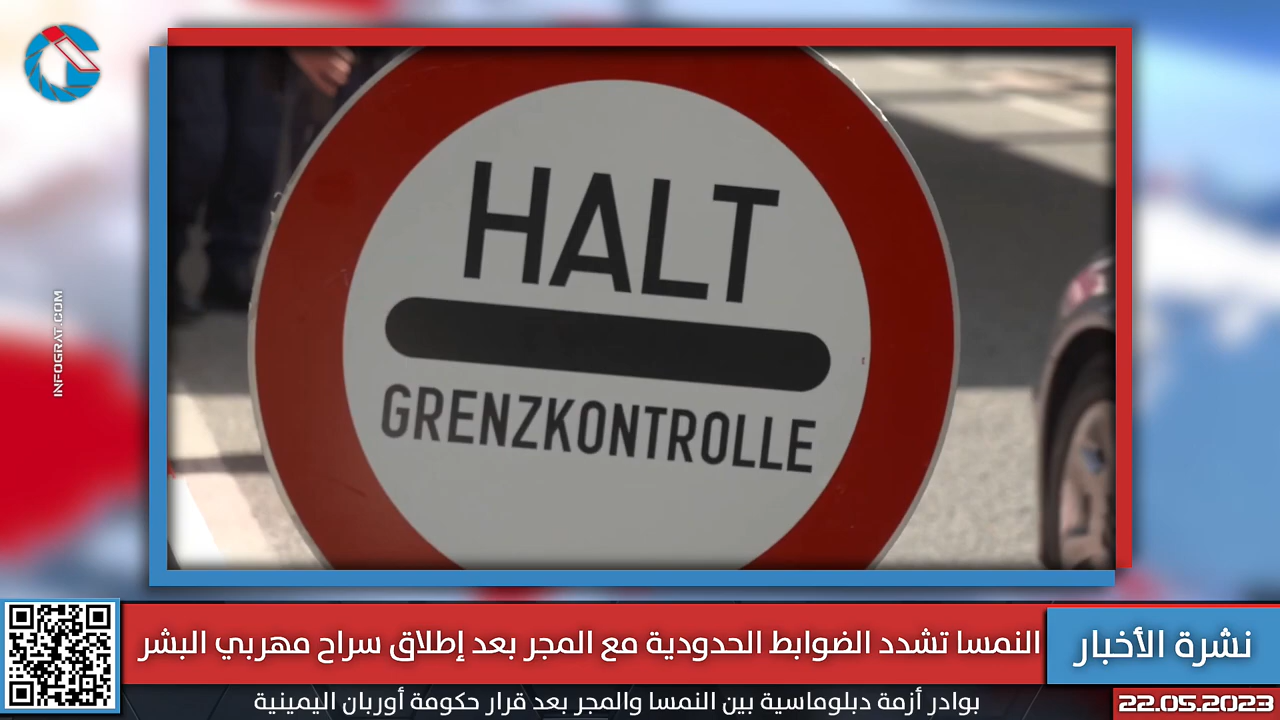 HALT
GRENZKONTROLLE
INFOGRAT.COM
نشرة الأخبار
النمسا تشدد الضوابط الحدودية مع المجر بعد إطلاق سراح مهربي البشر
بوادر أزمة دبلوماسية بين النمسا والمجر بعد قرار حكومة أوربان اليمينية
22.05.2023